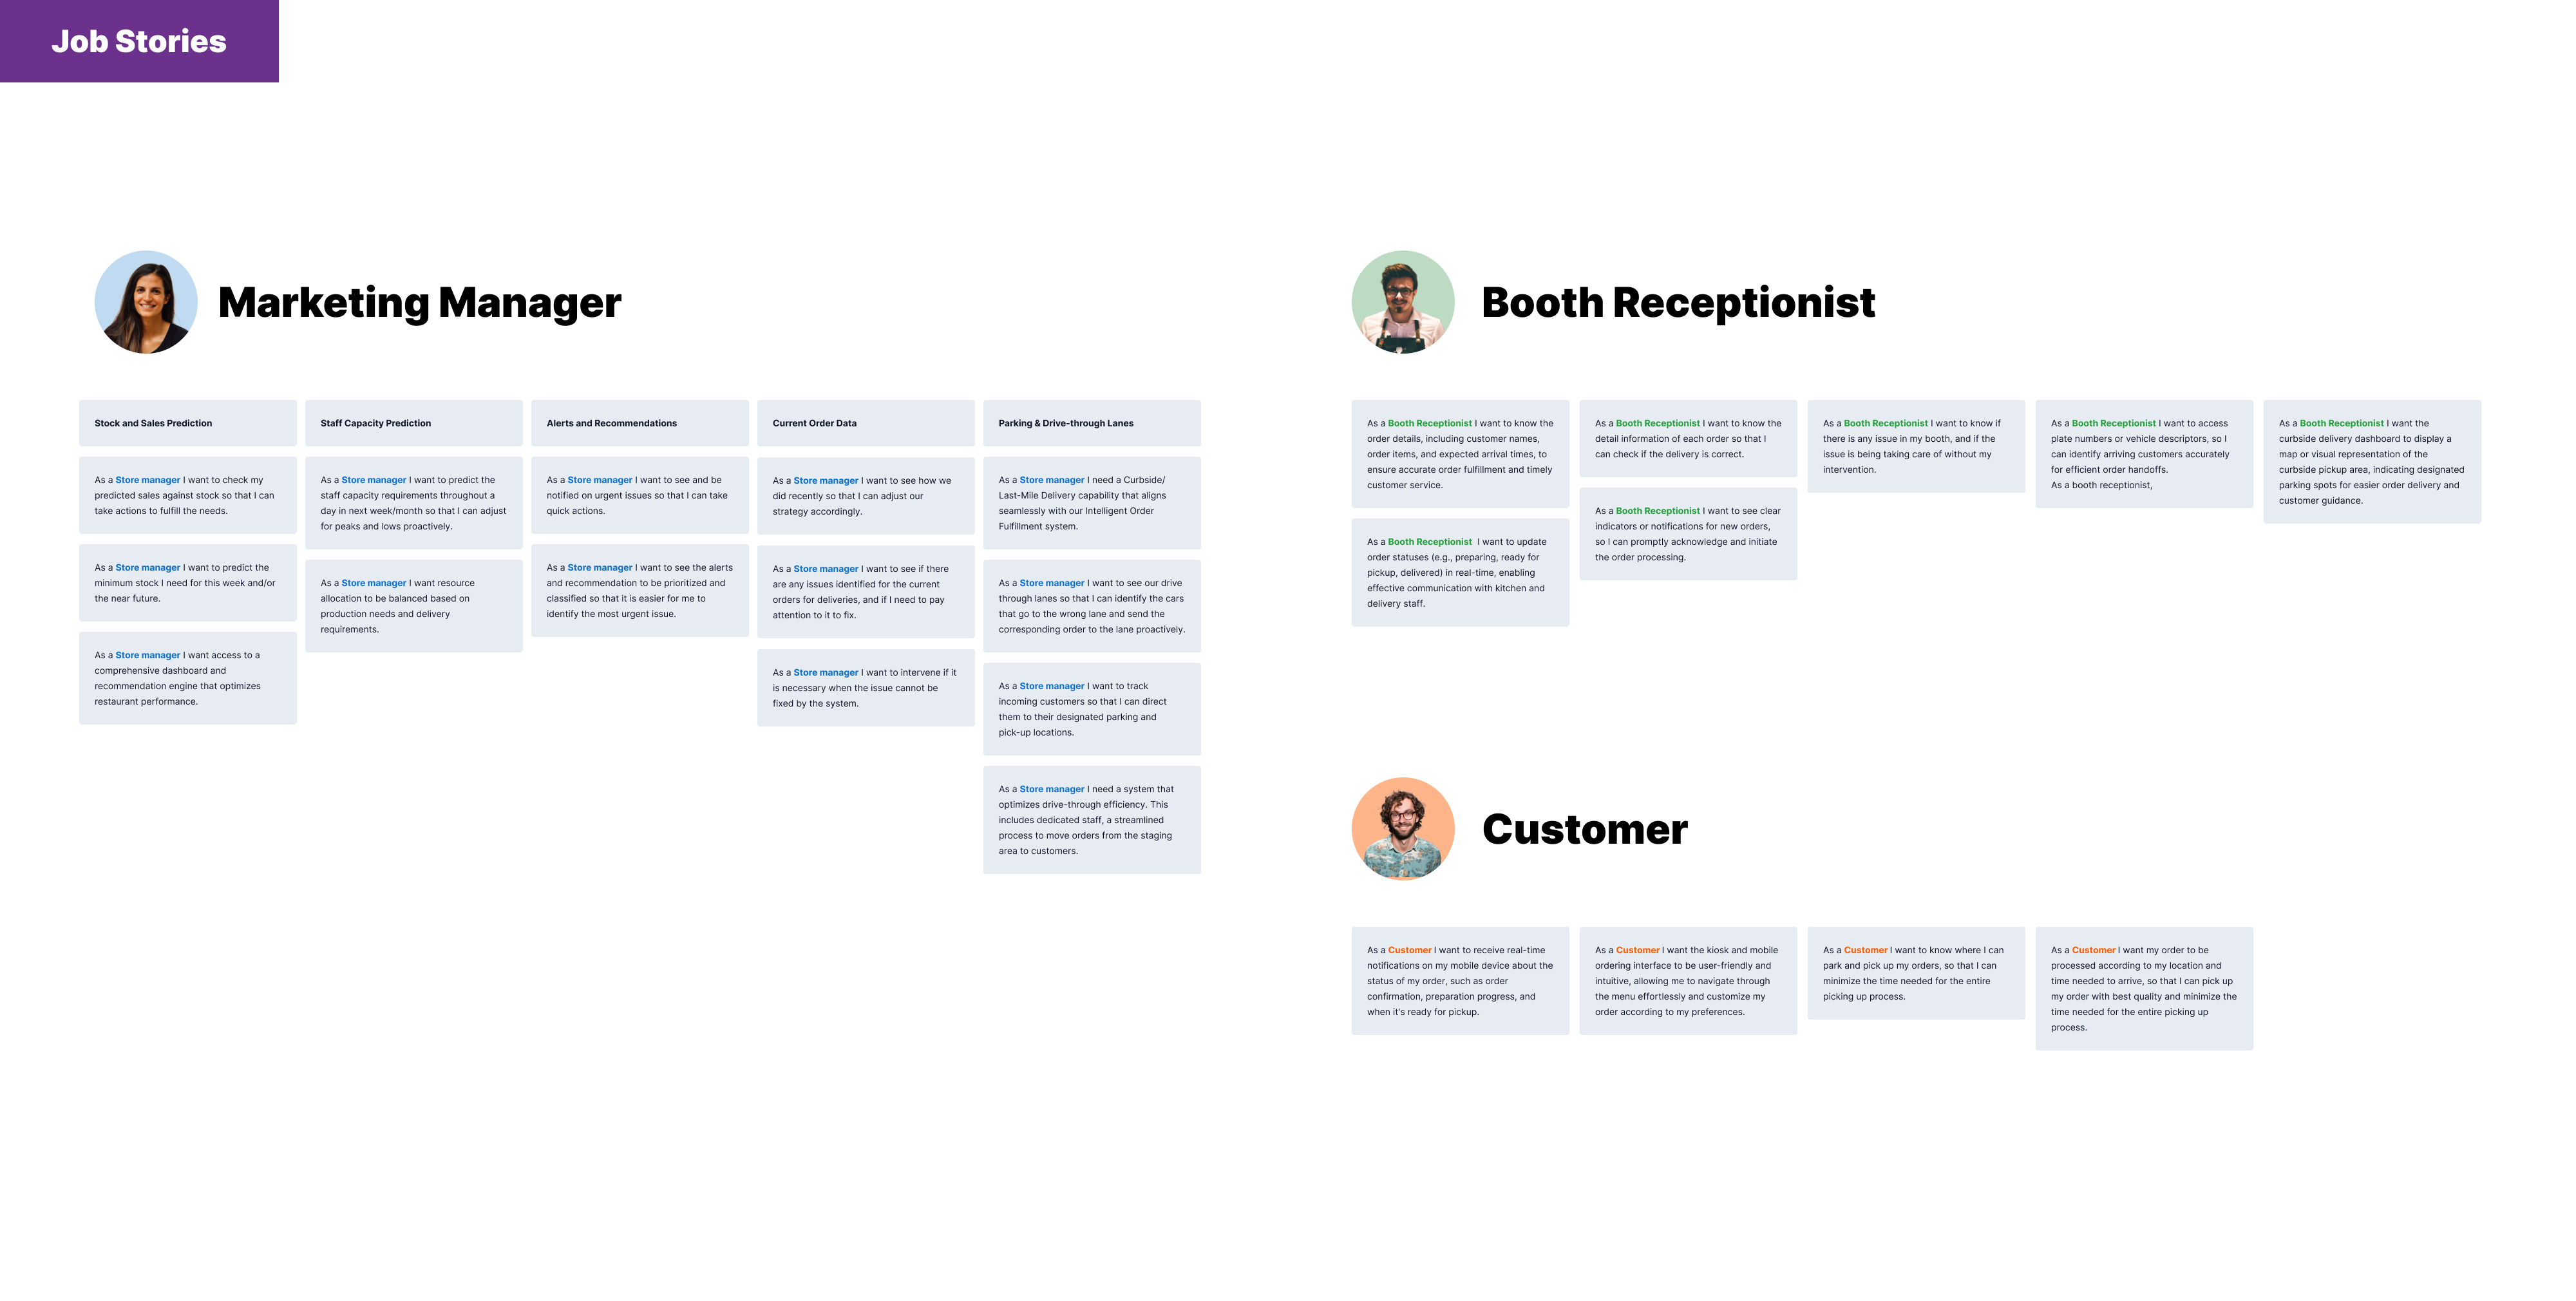 Job Stories
Marketing Manager
Stock and Sales Prediction
As a Store manager I want to check my
predicted sales against stock so that I can
take actions to fulfill the needs.
As a Store manager I want to predict the
minimum stock I need for this week and/or
the near future.
As a Store manager I want access to a
comprehensive dashboard and
recommendation engine that optimizes
restaurant performance.
Staff Capacity Prediction
As a Store manager I want to predict the
staff capacity requirements throughout a
day in next week/month so that I can adjust
for peaks and lows proactively.
As a Store manager I want resource
allocation to be balanced based on
production needs and delivery
requirements.
Alerts and Recommendations
As a Store manager I want to see and be
notified on urgent issues so that I can take
quick actions.
As a Store manager I want to see the alerts
and recommendation to be prioritized and
classified so that it is easier for me to
identify the most urgent issue.
Current Order Data
As a Store manager I want to see how we
did recently so that I can adjust our
strategy accordingly.
As a Store manager I want to see if there
are any issues identified for the current
orders for deliveries, and if I need to pay
attention to it to fix.
As a Store manager I want to intervene if it
is necessary when the issue cannot be
fixed by the system.
Parking & Drive-through Lanes
As a Store manager I need a Curbside/
Last-Mile Delivery capability that aligns
seamlessly with our Intelligent Order
Fulfillment system.
As a Store manager I want to see our drive
through lanes so that I can identify the cars
that go to the wrong lane and send the
corresponding order to the lane proactively.
As a Store manager I want to track
incoming customers so that I can direct
them to their designated parking and
pick-up locations.
As a Store manager I need a system that
optimizes drive-through efficiency. This
includes dedicated staff, a streamlined
process to move orders from the staging
area to customers.
Booth Receptionist
As a Booth Receptionist I want to know the
order details, including customer names,
order items, and expected arrival times, to
ensure accurate order fulfillment and timely
customer service.
As a Booth Receptionist I want to update
order statuses (e.g., preparing, ready for
pickup, delivered) in real-time, enabling
effective communication with kitchen and
delivery staff.
As a Booth Receptionist I want to know the
detail information of each order so that I
can check if the delivery is correct.
As a Booth Receptionist I want to see clear
indicators or notifications for new orders,
so I can promptly acknowledge and initiate
the order processing.
As a Booth Receptionist I want to know if
there is any issue in my booth, and if the
issue is being taking care of without my
intervention.
As a Booth Receptionist I want to access
plate numbers or vehicle descriptors, so I
can identify arriving customers accurately
for efficient order handoffs.
As a booth receptionist,
As a Booth Receptionist I want the
curbside delivery dashboard to display a
map or visual representation of the
curbside pickup area, indicating designated
parking spots for easier order delivery and
customer guidance.
Customer
As a Customer I want to receive real-time
notifications on my mobile device about the
status of my order, such as order
confirmation, preparation progress, and
when it's ready for pickup.
As a Customer I want the kiosk and mobile
ordering interface to be user-friendly and
intuitive, allowing me to navigate through
the menu effortlessly and customize my
order according to my preferences.
As a Customer I want to know where I can
park and pick up my orders, so that I can
minimize the time needed for the entire
picking up process.
As a Customer I want my order to be
processed according to my location and
time needed to arrive, so that I can pick up
my order with best quality and minimize the
time needed for the entire picking up
process.